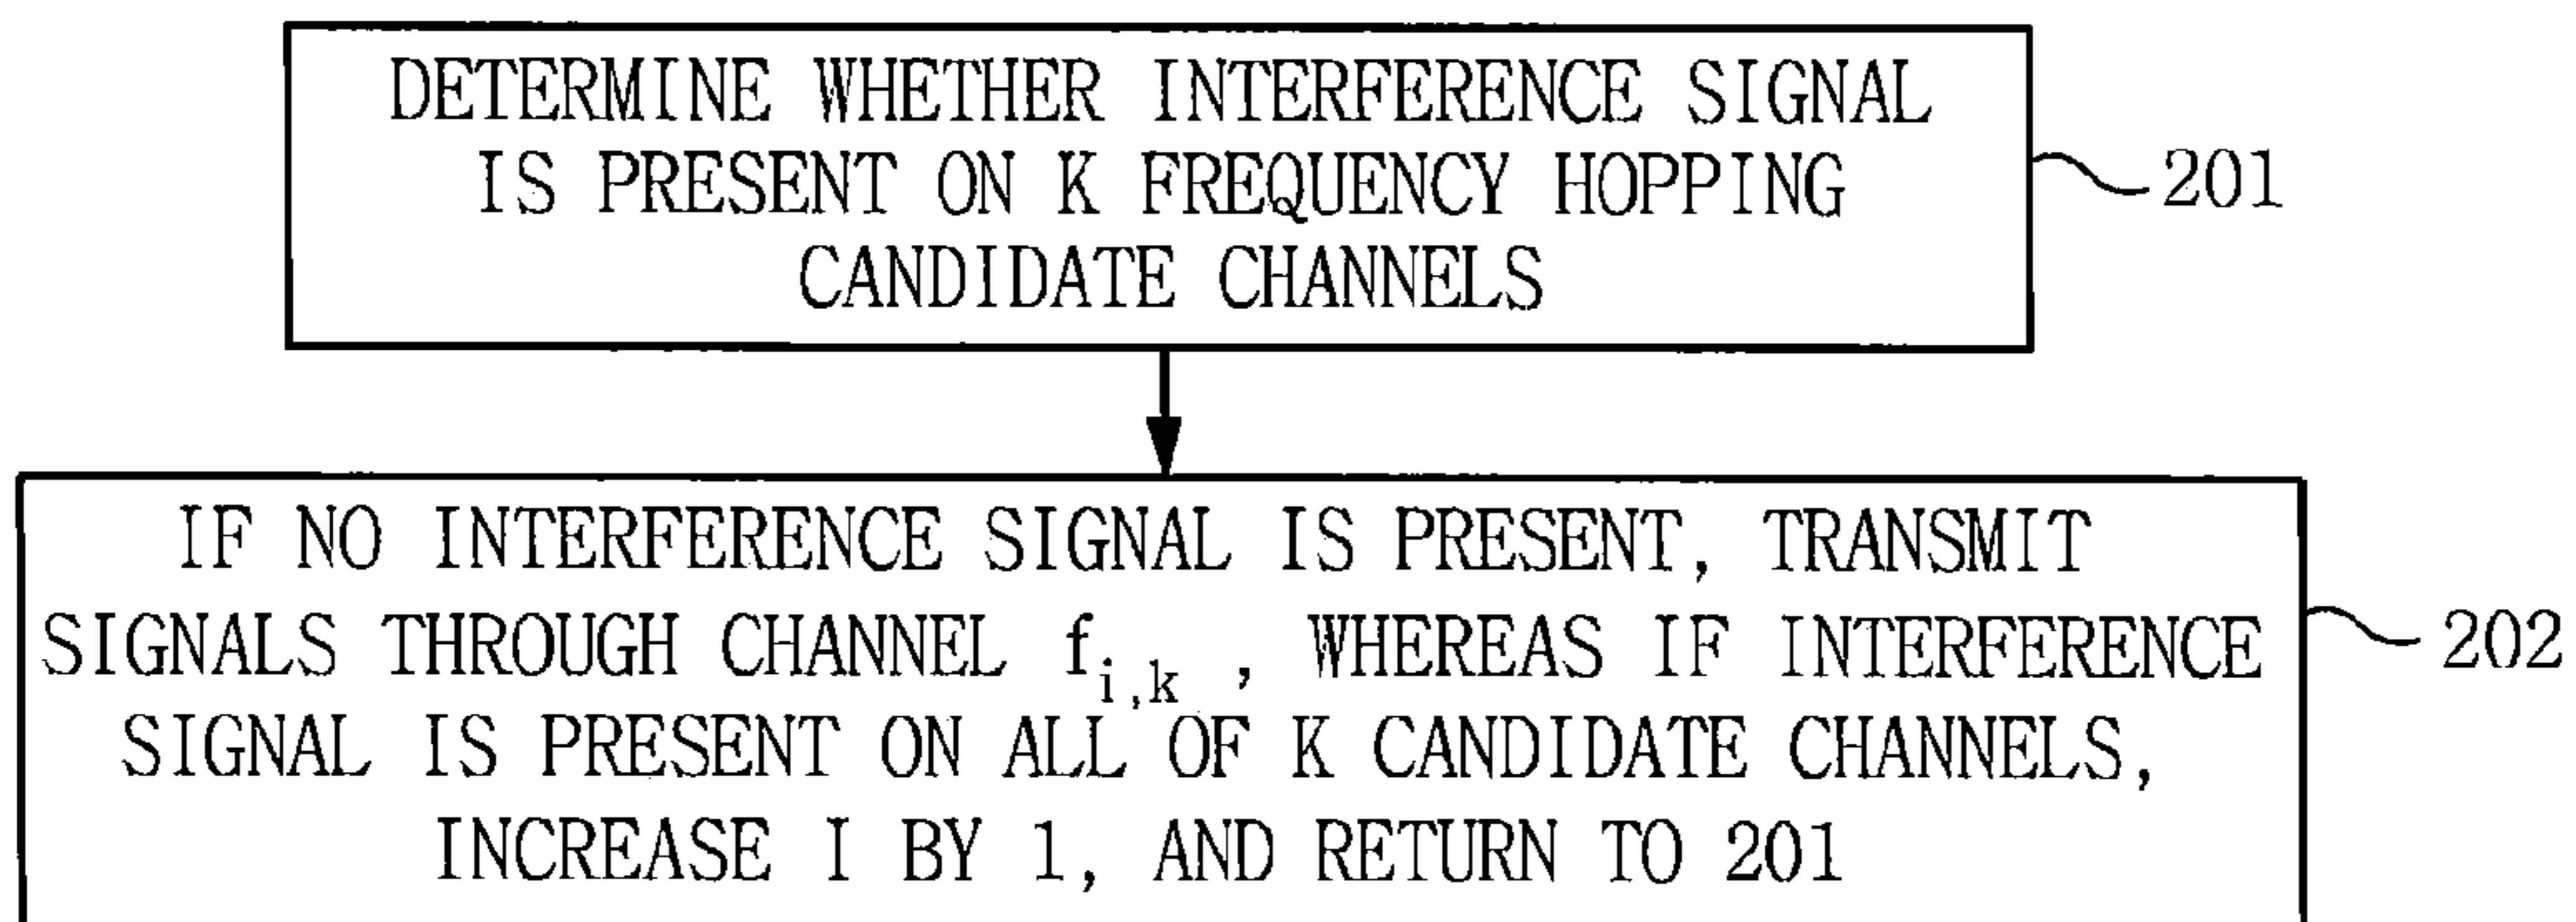 DETERMINE WHETHER INTERFERENCE SIGNAL
IS PRESENT ON K FREQUENCY HOPPING
CANDIDATE CHANNELS
201
IF NO INTERFERENCE SIGNAL IS PRESENT, TRANSMIT
SIGNALS THROUGH CHANNEL f i,k , WHEREAS IF INTERFERENCE
SIGNAL IS PRESENT ON ALL OF K CANDIDATE CHANNELS,
INCREASE I BY 1, AND RETURN TO 201
202